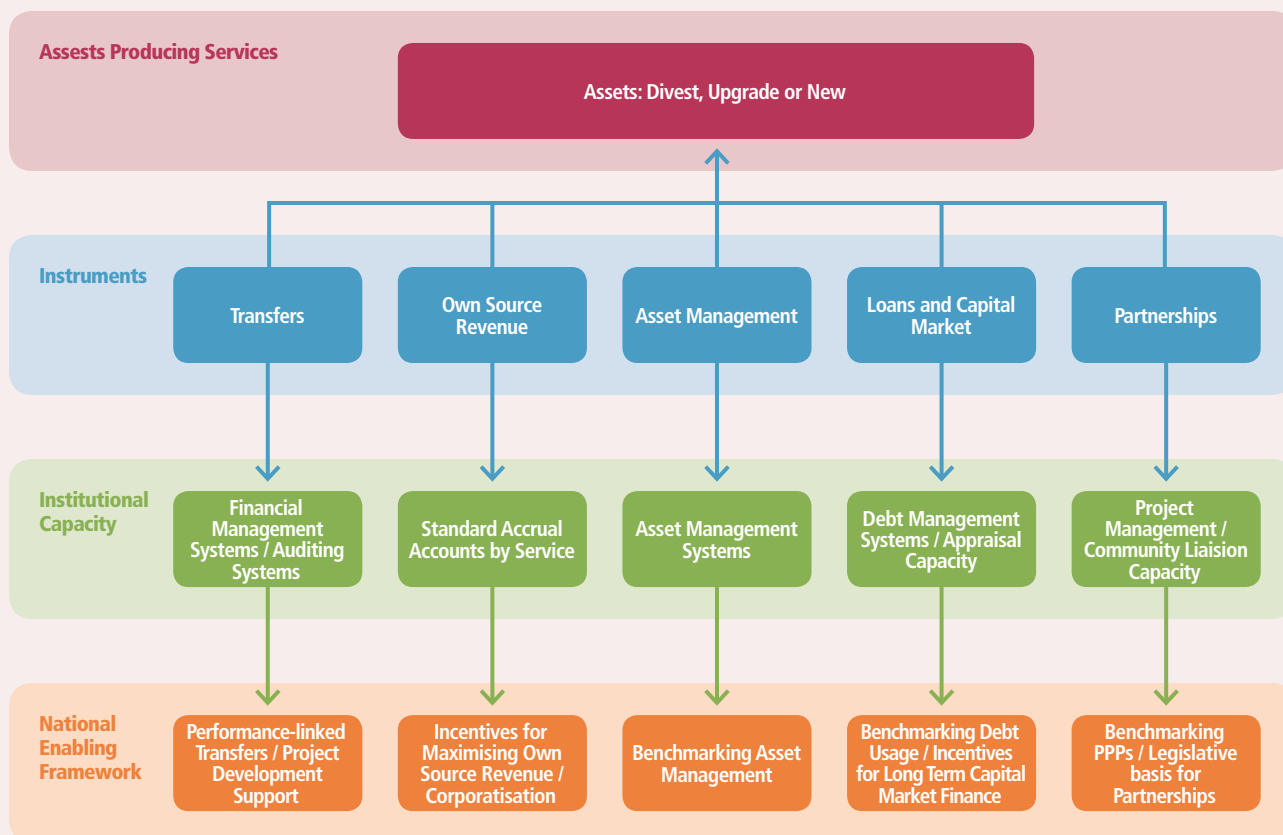 Assests Producing Services
Assets: Divest, Upgrade or New
Instruments
Transfers
Own Source
Revenue
Asset Management
Loans and Capital
Market
Partnerships
Institutional
Capacity
Financial
Management
Systems / Auditing
Systems
Standard Accrual
Accounts by Service
Asset Management
Systems
Debt Management
Systems / Appraisal
Capacity
Project
Management /
Community Liaision
Capacity
National
Enabling
Framework
Performance-linked
Transfers / Project
Development
Support
Incentives for
Maximising Own
Source Revenue /
Corporatisation
Benchmarking Asset
Management
Benchmarking Debt
Usage / Incentives
for Long Term Capital
Market Finance
Benchmarking
PPPs / Legislative
basis for
Partnerships